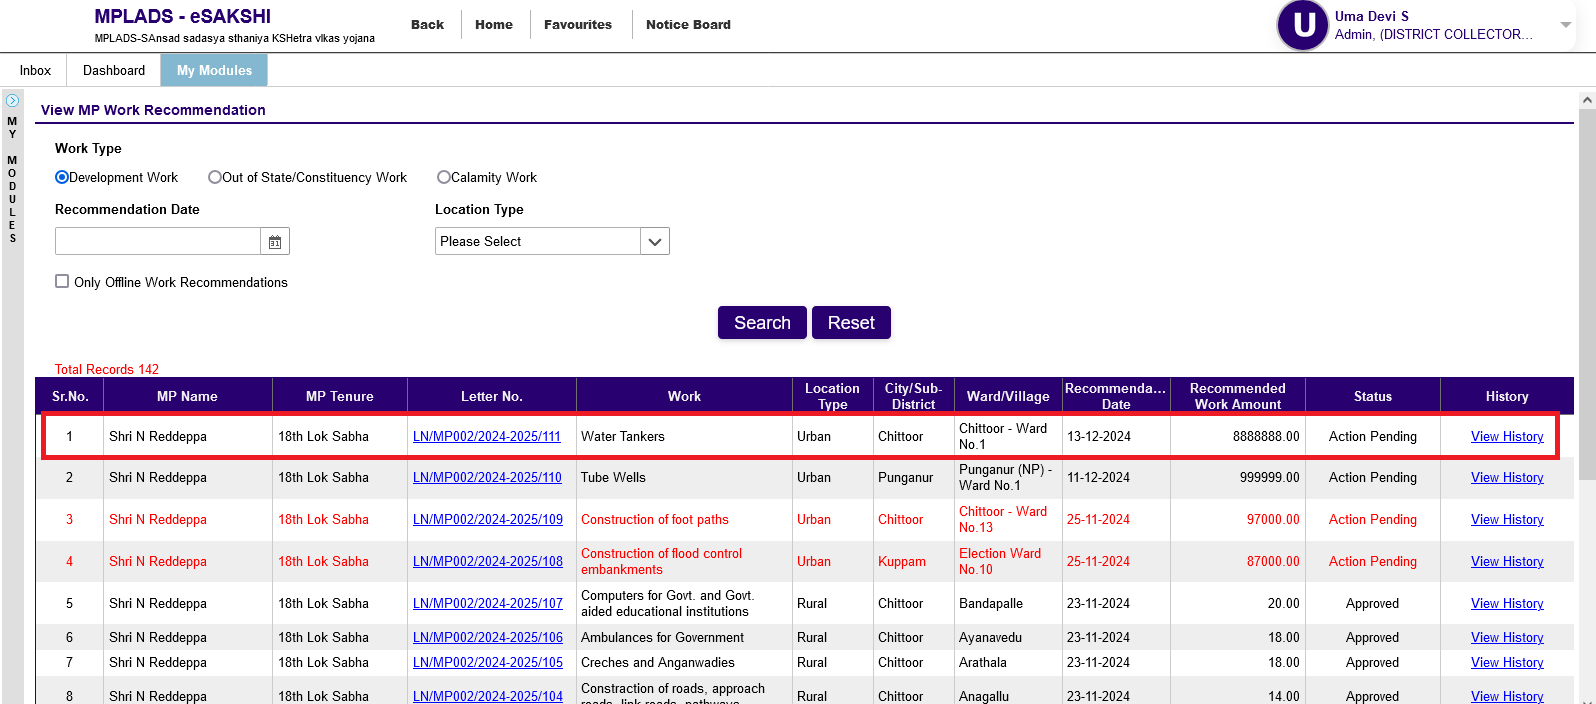 MPLADS - eSAKSHI
MPLADS-SAnsad sadasya sthaniya KSHetra vIkas yojana
Back
Home
Favourites
Notice Board
U
Uma Devi S
Admin, (DISTRICT COLLECTOR...
Inbox
Dashboard
My Modules
MY MODULES
View MP Work Recommendation
Work Type
Development Work
Out of State/Constituency Work
Calamity Work
Recommendation Date
Location Type
31
Please Select
Only Offline Work Recommendations
Search
Reset
Total Records 142
Sr.No. MP Name MP Tenure Letter No. Work Location Type City/Sub-District Ward/Village Recommenda... Date Recommended Work Amount Status History
1 Shri N Reddeppa 18th Lok Sabha LN/MP002/2024-2025/111 Water Tankers Urban Chittoor Chittoor - Ward No.1 13-12-2024 8888888.00 Action Pending View History
2 Shri N Reddeppa 18th Lok Sabha LN/MP002/2024-2025/110 Tube Wells Urban Punganur Punganur (NP) - Ward No.1 11-12-2024 999999.00 Action Pending View History
3 Shri N Reddeppa 18th Lok Sabha LN/MP002/2024-2025/109 Construction of foot paths Urban Chittoor Chittoor - Ward No.13 25-11-2024 97000.00 Action Pending View History
4 Shri N Reddeppa 18th Lok Sabha LN/MP002/2024-2025/108 Construction of flood control embankments Urban Kuppam Election Ward No.10 25-11-2024 87000.00 Action Pending View History
5 Shri N Reddeppa 18th Lok Sabha LN/MP002/2024-2025/107 Computers for Govt. and Govt. aided educational institutions Rural Chittoor Bandapalle 23-11-2024 20.00 Approved View History
6 Shri N Reddeppa 18th Lok Sabha LN/MP002/2024-2025/106 Ambulances for Government Rural Chittoor Ayanavedu 23-11-2024 18.00 Approved View History
7 Shri N Reddeppa 18th Lok Sabha LN/MP002/2024-2025/105 Creches and Anganwadies Rural Chittoor Arathala 23-11-2024 18.00 Approved View History
8 Shri N Reddeppa 18th Lok Sabha LN/MP002/2024-2025/104 Constraction of roads, approach roads, link roads, pathways Rural Chittoor Anagallu 23-11-2024 14.00 Approved View History